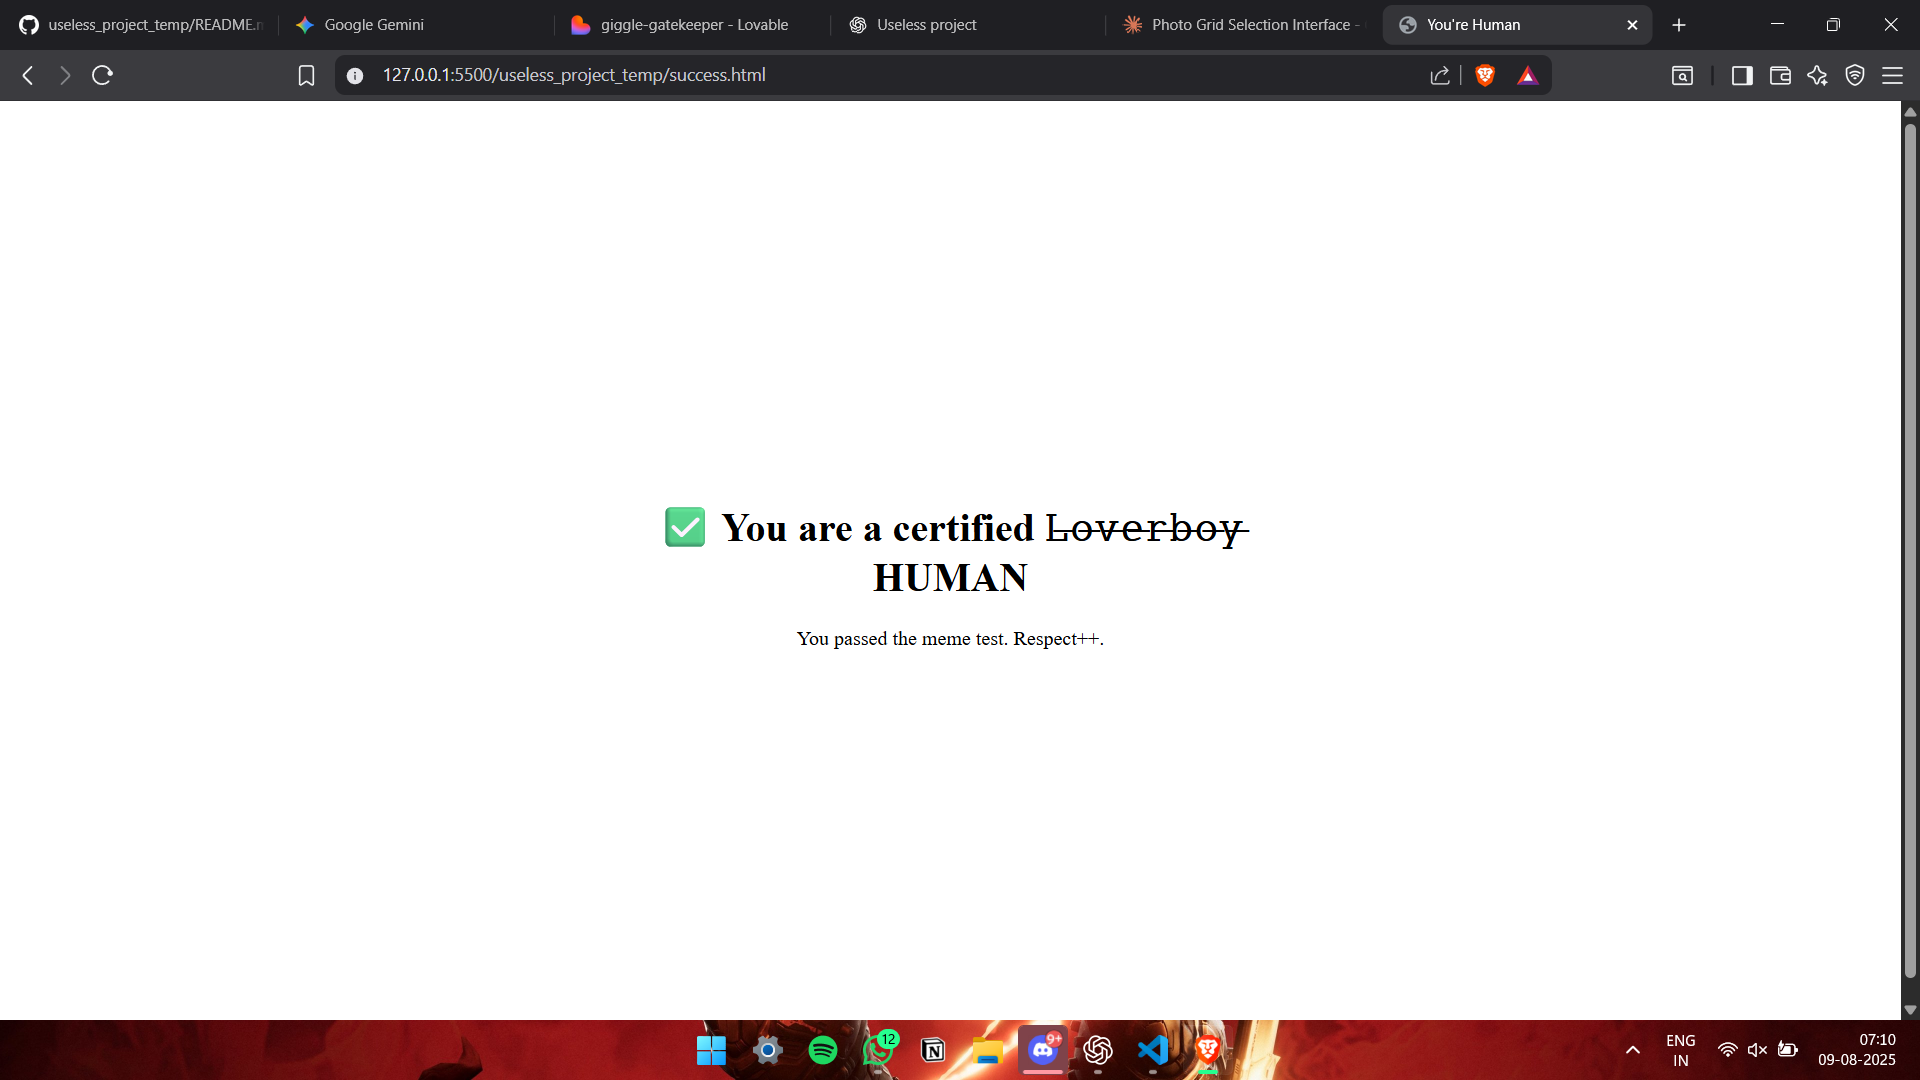 useless_project_temp/README.m
Google Gemini
giggle-gatekeeper - Lovable
Useless project
Photo Grid Selection Interface -
You're Human
127.0.0.1:5500/useless_project_temp/success.html
✅ You are a certified L̶o̶v̶e̶r̶b̶o̶y̶
HUMAN
You passed the meme test. Respect++.
12
9+
ENG
IN
07:10
09-08-2025